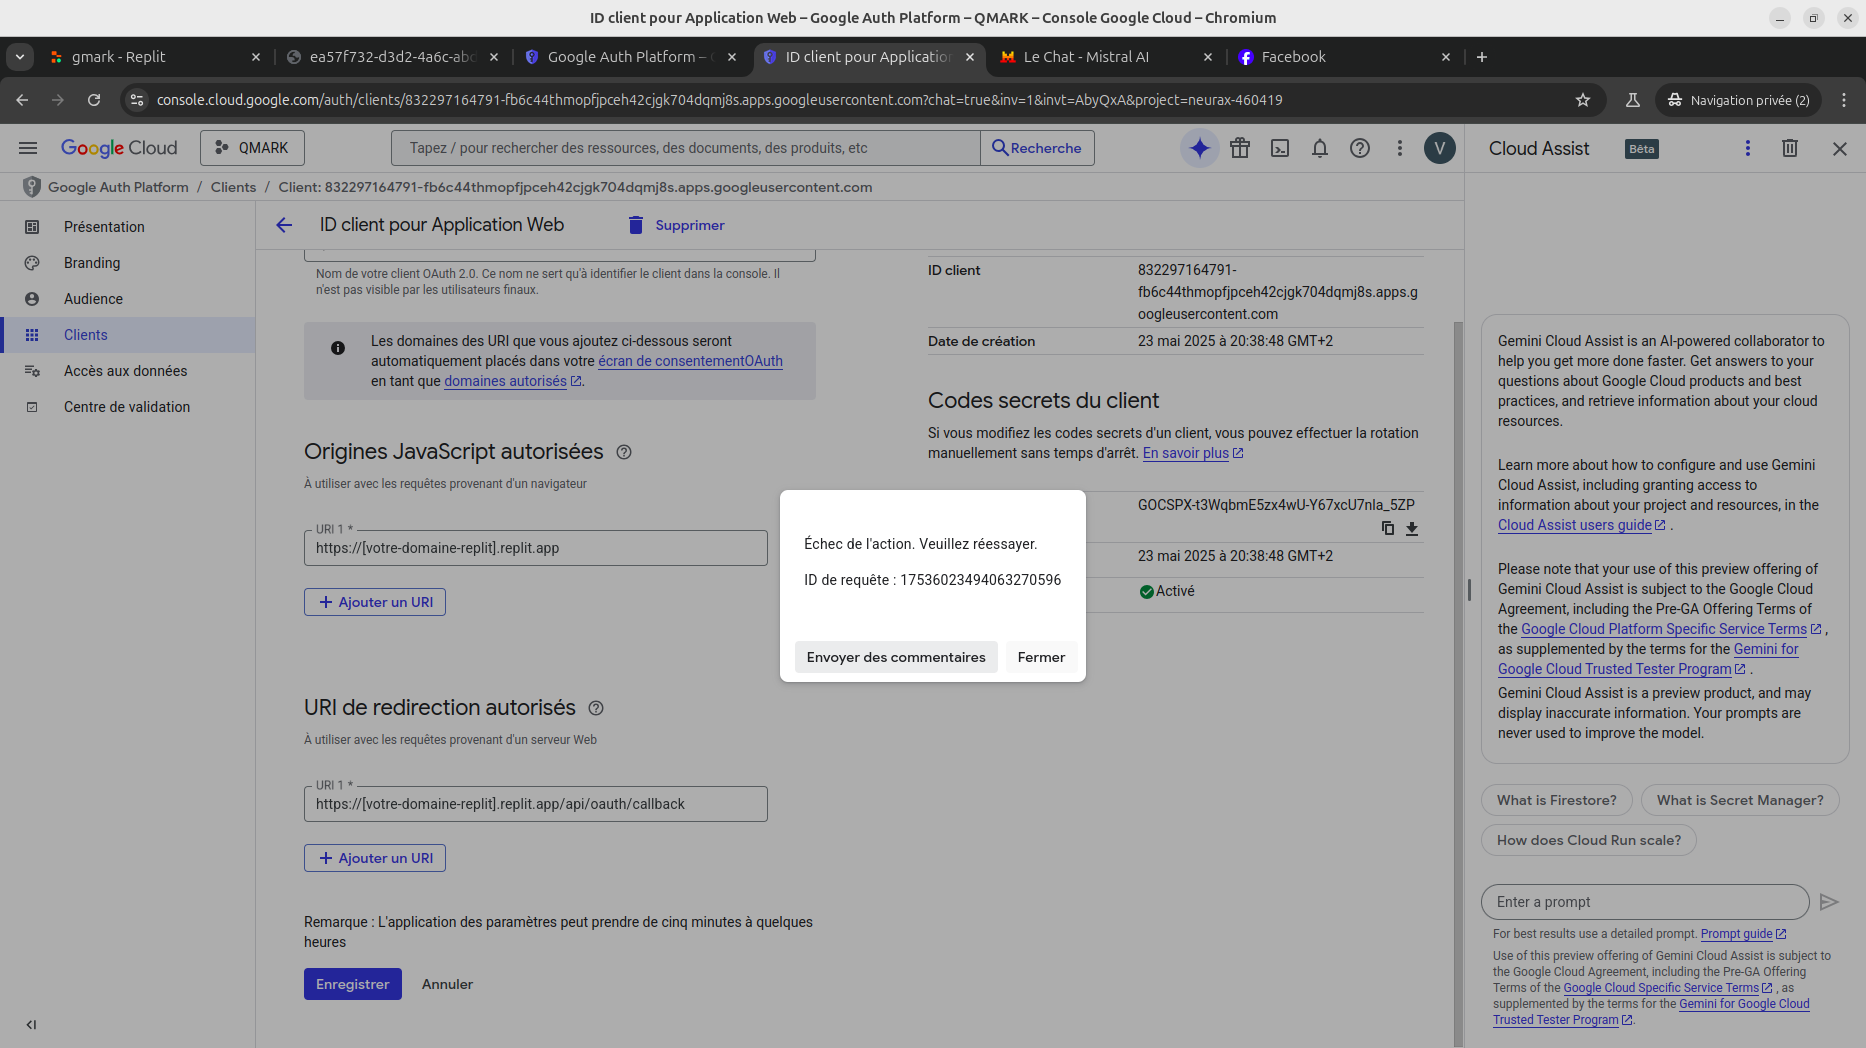 ID client pour Application Web – Google Auth Platform – QMARK – Console Google Cloud – Chromium
qmark - Replit
ea57f732-d3d2-4a6c-abd
Google Auth Platform –
ID client pour Application
Le Chat - Mistral AI
Facebook
console.cloud.google.com/auth/clients/832297164791-fb6c44thmopfjpceh42cjgk704dqmj8s.apps.googleusercontent.com?chat=true&inv=1&invt=AbyQxA&project=neurax-460419
Navigation privée (2)
Google Cloud
QMARK
Tapez / pour rechercher des ressources, des documents, des produits, etc
Recherche
V
Google Auth Platform / Clients / Client: 832297164791-fb6c44thmopfjpceh42cjgk704dqmj8s.apps.googleusercontent.com
Présentation
Branding
Audience
Clients
Accès aux données
Centre de validation
ID client pour Application Web
Supprimer
Nom de votre client OAuth 2.0. Ce nom ne sert qu'à identifier le client dans la console. Il
n'est pas visible par les utilisateurs finaux.
Les domaines des URI que vous ajoutez ci-dessous seront
automatiquement placés dans votre écran de consentementOAuth
en tant que domaines autorisés.
Origines JavaScript autorisées
À utiliser avec les requêtes provenant d'un navigateur
URI 1 *
https://[votre-domaine-replit].replit.app
Ajouter un URI
URI de redirection autorisés
À utiliser avec les requêtes provenant d'un serveur Web
URI 1 *
https://[votre-domaine-replit].replit.app/api/oauth/callback
Ajouter un URI
Remarque : L'application des paramètres peut prendre de cinq minutes à quelques
heures
Enregistrer
Annuler
ID client
832297164791-
fb6c44thmopfjpceh42cjgk704dqmj8s.apps.g
oogleusercontent.com
Date de création
23 mai 2025 à 20:38:48 GMT+2
Codes secrets du client
Si vous modifiez les codes secrets d'un client, vous pouvez effectuer la rotation
manuellement sans temps d'arrêt. En savoir plus
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
23 mai 2025 à 20:38:48 GMT+2
Activé
Échec de l'action. Veuillez réessayer.
ID de requête : 17536023494063270596
Envoyer des commentaires
Fermer
Cloud Assist
Bêta
Gemini Cloud Assist is an AI-powered collaborator to
help you get more done faster. Get answers to your
questions about Google Cloud products and best
practices, and retrieve information about your cloud
resources.
Learn more about how to configure and use Gemini
Cloud Assist, including granting access to
information about your project and resources, in the
Cloud Assist users guide .
Please note that your use of this preview offering of
Gemini Cloud Assist is subject to the Google Cloud
Agreement, including the Pre-GA Offering Terms of
the Google Cloud Platform Specific Service Terms ,
as supplemented by the terms for the Gemini for
Google Cloud Trusted Tester Program .
Gemini Cloud Assist is a preview product, and may
display inaccurate information. Your prompts are
never used to improve the model.
What is Firestore?
What is Secret Manager?
How does Cloud Run scale?
Enter a prompt
For best results use a detailed prompt. Prompt guide
Use of this preview offering of Gemini Cloud Assist is subject to
the Google Cloud Agreement, including the Pre-GA Offering
Terms of the Google Cloud Specific Service Terms , as
supplemented by the terms for the Gemini for Google Cloud
Trusted Tester Program .